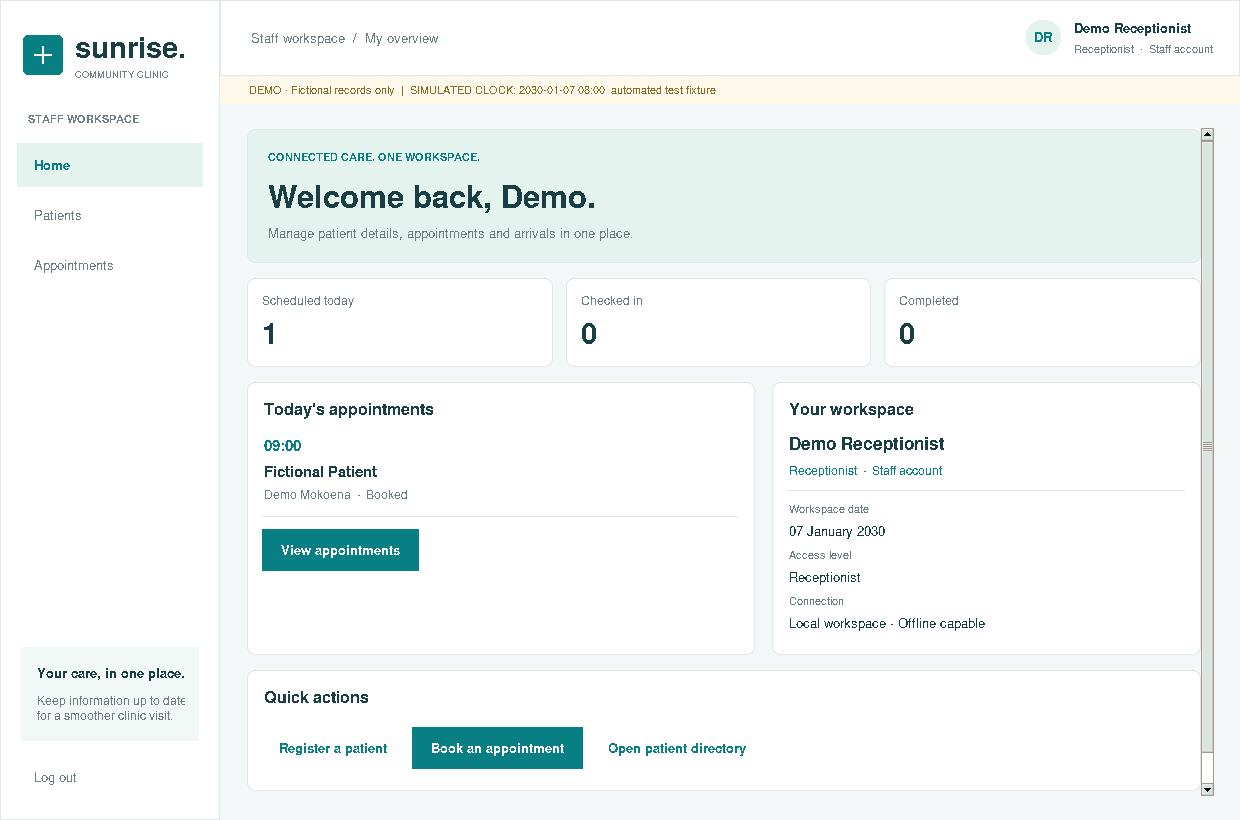 sunrise.
COMMUNITY CLINIC
STAFF WORKSPACE
Home
Patients
Appointments
Your care, in one place.
Keep information up to date
for a smoother clinic visit.
Log out
Staff workspace / My overview
DR
Demo Receptionist
Receptionist · Staff account
DEMO · Fictional records only | SIMULATED CLOCK: 2030-01-07 08:00 automated test fixture
CONNECTED CARE. ONE WORKSPACE.
Welcome back, Demo.
Manage patient details, appointments and arrivals in one place.
Scheduled today
1
Checked in
0
Completed
0
Today's appointments
09:00
Fictional Patient
Demo Mokoena · Booked
View appointments
Your workspace
Demo Receptionist
Receptionist · Staff account
Workspace date
07 January 2030
Access level
Receptionist
Connection
Local workspace · Offline capable
Quick actions
Register a patient
Book an appointment
Open patient directory